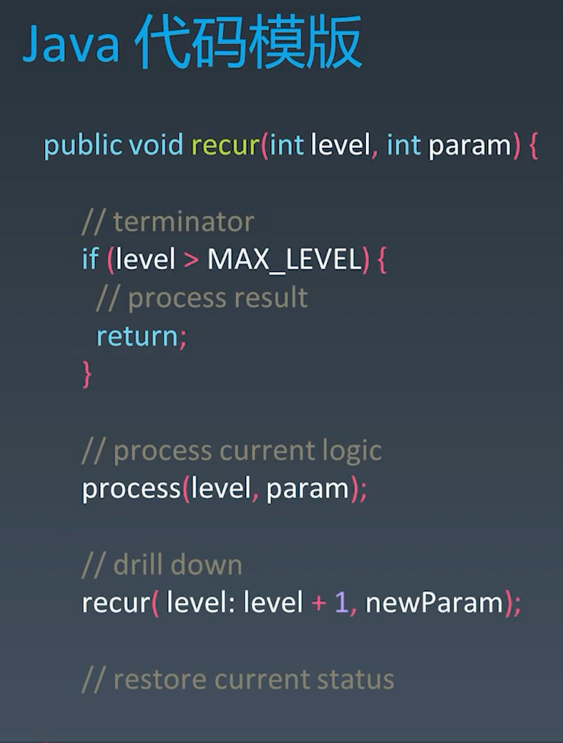 Java 代码模版
public void recur(int level, int param) {
// terminator
if (level > MAX_LEVEL) {
// process result
return;
}
// process current logic
process(level, param);
// drill down
recur( level: level + 1, newParam);
// restore current status